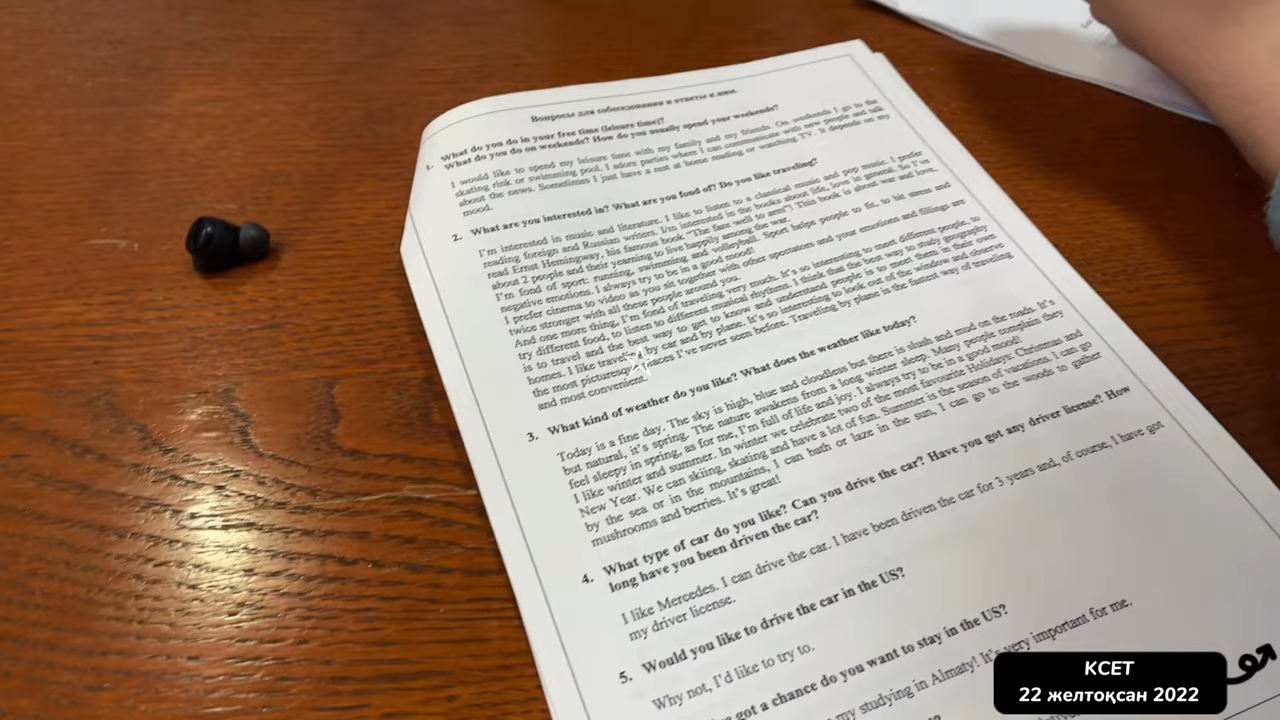 Вопросы для собеседования и ответы к ним.
1. What do you do in your free time (leisure time)?
What do you do on weekends? How do you usually spend your weekends?
I would like to spend my leisure time with my family and my friends. On weekends I go to the
skating rink or swimming pool. I adore parties where I can communicate with new people and talk
about the news. Sometimes I just have a rest at home reading or watching TV. It depends on my
mood.
2. What are you interested in? What are you fond of? Do you like traveling?
I'm interested in music and literature. I like to listen to a classical music and pop music. I prefer
reading foreign and Russian writers. I'm interested in the books about life, love in general. So I've
read Ernst Hemingway, his famous book "The fare well to arm"! This book is about war and love,
about 2 people and their yearning to live happily among the war.
I'm fond of sport: running, swimming and volleyball. Sport helps people to fit, to hit stress and
negative emotions. I always try to be in a good mood!
I prefer cinema to video as you sit together with other spectators and your emotions and fillings are
twice stronger with all these people around you.
And one more thing, I'm fond of traveling very much. It's so interesting to meet different people, to
try different food, to listen to different musical rhythms. I think that the best way to study geography
is to travel and the best way to get to know and understand people is to meet them in their own
homes. I like by car and by plane. It's so interesting to look out of the window and observe
the most picturesque places I've never seen before. Traveling by plane is the fastest way of traveling
and most convenient.
3. What kind of weather do you like? What does the weather like today?
Today is a fine day. The sky is high, blue and cloudless but there is slush and mud on the roads. It's
but natural, it's spring. The nature awakens from a long winter sleep. Many people complain they
feel sleepy in spring, as for me, I'm full of life and joy. I always try to be in a good mood!
I like winter and summer. In winter we celebrate two of the most favourite Holidays: Christmas and
New Year. We can skiing, skating and have a lot of fun. Summer is the season of vacations. I can go
by the sea or in the mountains, I can bath or laze in the sun, I can go to the woods to gather
mushrooms and berries. It's great!
4. What type of car do you like? Can you drive the car? Have you got any driver license? How
long have you been driven the car?
I like Mercedes. I can drive the car. I have been driven the car for 3 years and, of course, I have got
my driver license.
5. Would you like to drive the car in the US?
Why not, I'd like to try to.
got a chance do you want to stay in the US?
my studying in Almaty! It's very important for me.
КСЕТ
22 желтоқсан 2022